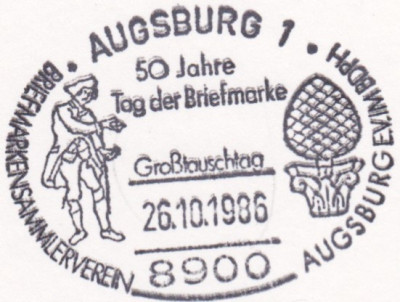 AUGSBURG 1
50 Jahre
Tag der Briefmarke
Großtauschtag
26.10.1986
8900
BRIEFMARKENSAMMLERVEREIN AUGSBURG E.V. IM BDPH